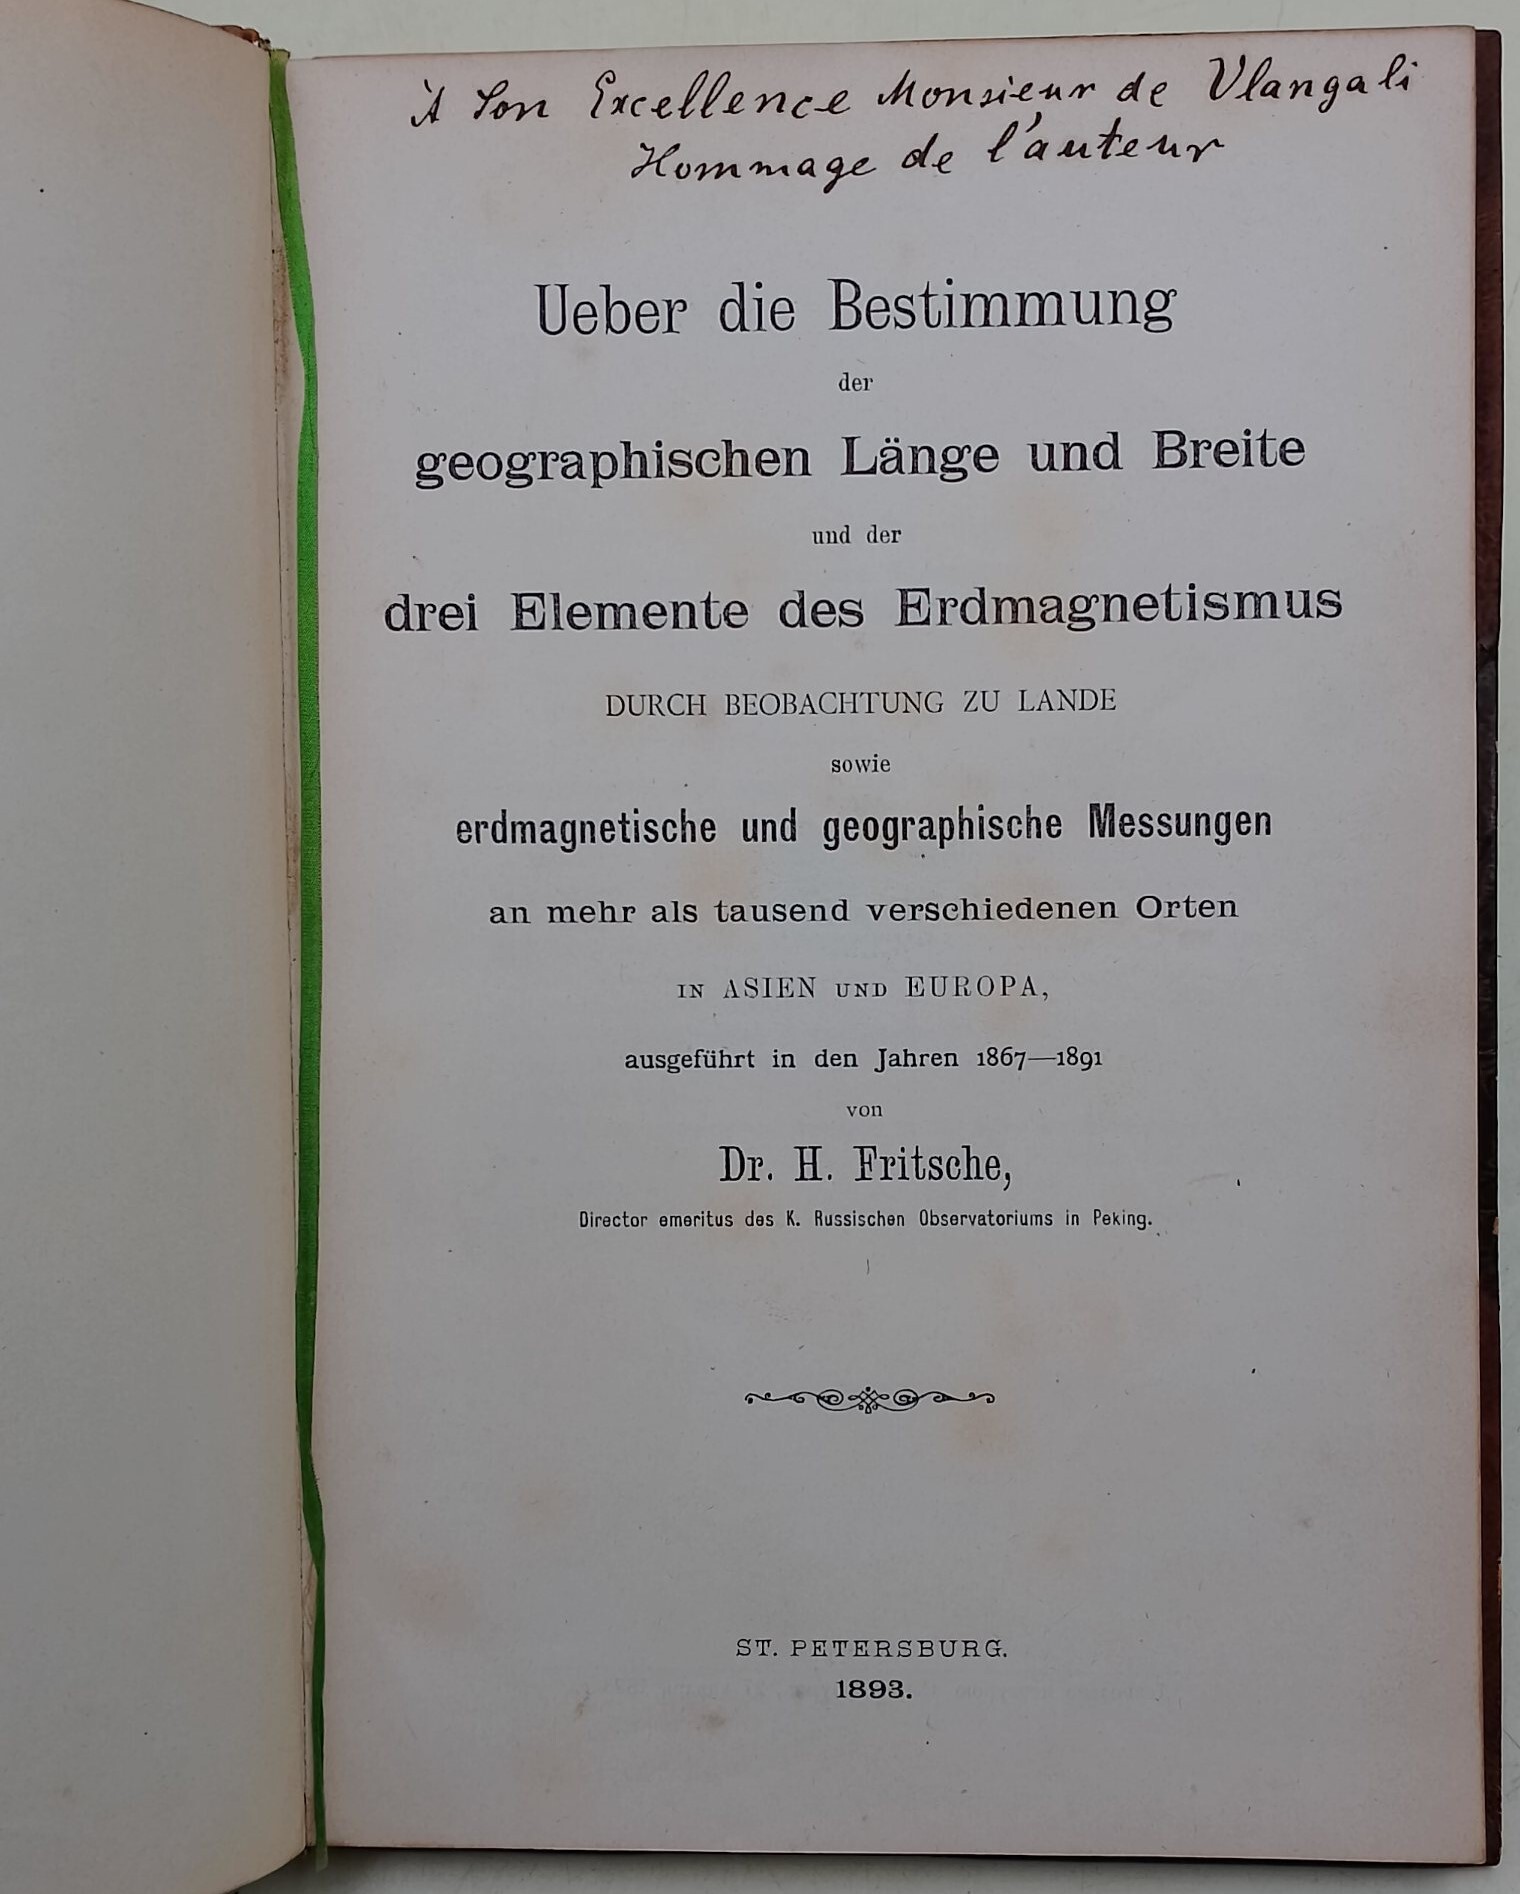 À Son Excellence Monsieur de Vlangali
Hommage de l'auteur
Ueber die Bestimmung
der
geographischen Länge und Breite
und der
drei Elemente des Erdmagnetismus
DURCH BEOBACHTUNG ZU LANDE
sowie
erdmagnetische und geographische Messungen
an mehr als tausend verschiedenen Orten
IN ASIEN UND EUROPA,
ausgeführt in den Jahren 1867—1891
von
Dr. H. Fritsche,
Director emeritus des K. Russischen Observatoriums in Peking.
ST. PETERSBURG.
1893.